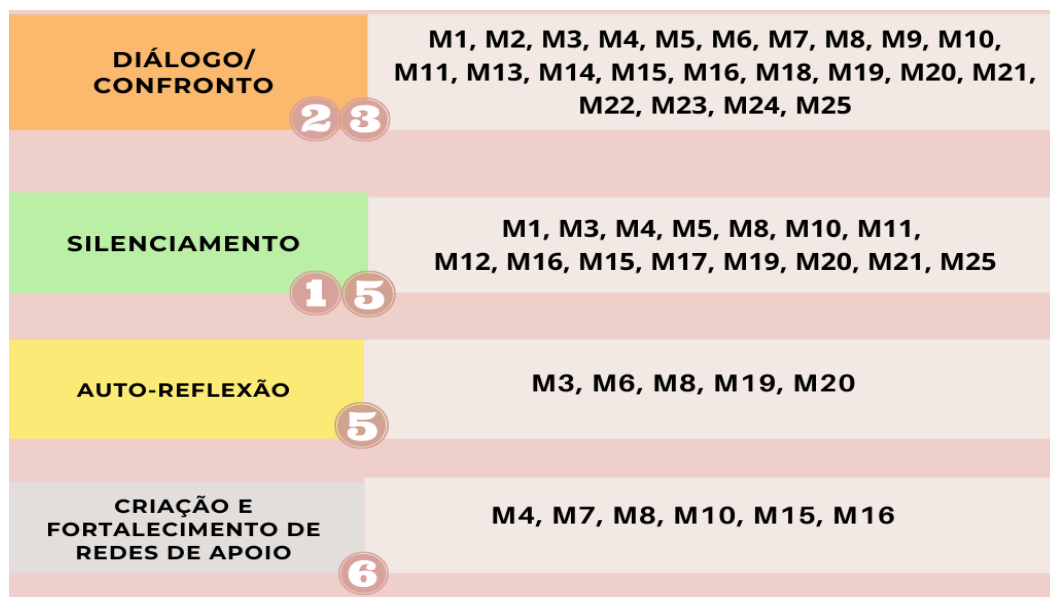 DIÁLOGO/
CONFRONTO
23
M1, M2, M3, M4, M5, M6, M7, M8, M9, M10,
M11, M13, M14, M15, M16, M18, M19, M20, M21,
M22, M23, M24, M25
SILENCIAMENTO
15
M1, M3, M4, M5, M8, M10, M11,
M12, M16, M15, M17, M19, M20, M21, M25
AUTO-REFLEXÃO
5
M3, M6, M8, M19, M20
CRIAÇÃO E
FORTALECIMENTO DE
REDES DE APOIO
6
M4, M7, M8, M10, M15, M16